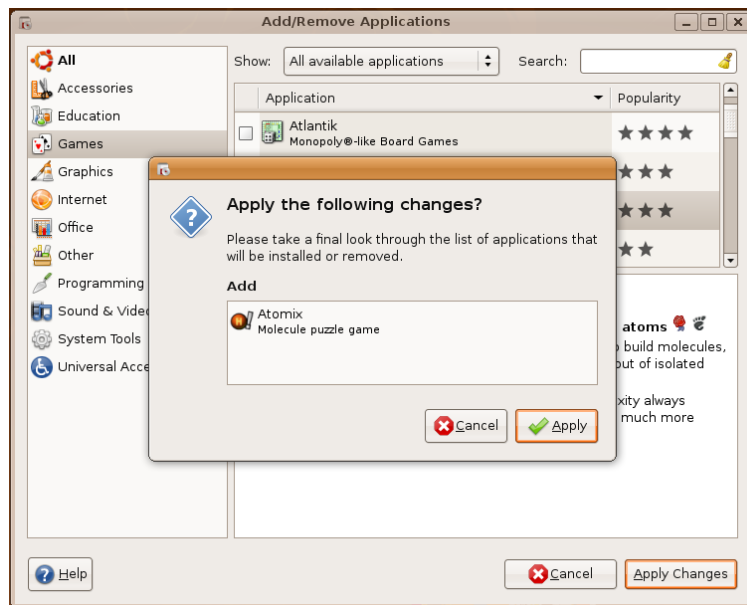 Add/Remove Applications
All
Accessories
Education
Games
Graphics
Internet
Office
Other
Programming
Sound & Video
System Tools
Universal Acce
Show: All available applications Search:
Application Popularity
Atlantik
Monopoly®-like Board Games
Apply the following changes?
Please take a final look through the list of applications that
will be installed or removed.
Add
Atomix
Molecule puzzle game
Cancel Apply
atoms
build molecules,
out of isolated
xity always
much more
Help Cancel Apply Changes